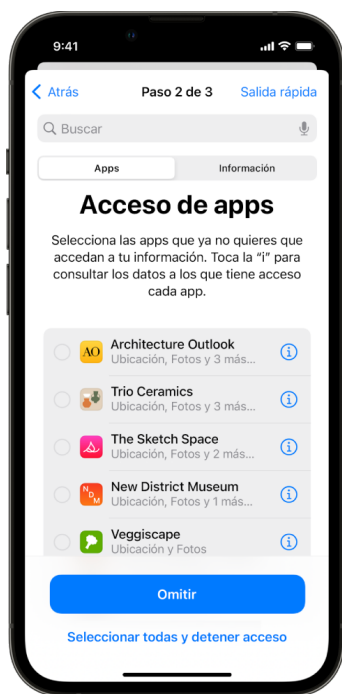 9:41
Atrás
Paso 2 de 3
Salida rápida
Buscar
Apps
Información
Acceso de apps
Selecciona las apps que ya no quieres que
accedan a tu información. Toca la “i” para
consultar los datos a los que tiene acceso
cada app.
AO
Architecture Outlook
Ubicación, Fotos y 3 más...
Trio Ceramics
Ubicación, Fotos y 3 más...
The Sketch Space
Ubicación, Fotos y 2 más...
NDM
New District Museum
Ubicación, Fotos y 1 más...
Veggiscape
Ubicación y Fotos
Omitir
Seleccionar todas y detener acceso